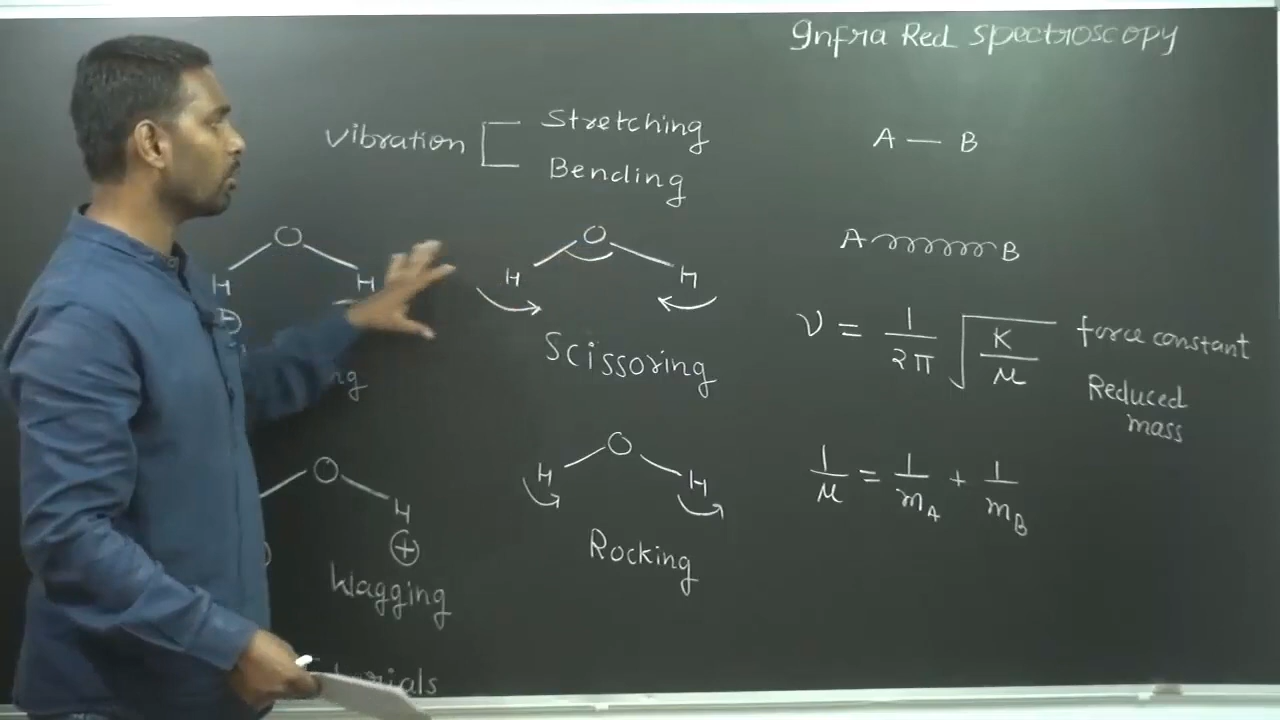 Infra Red Spectroscopy
Vibration
Stretching
Bending
A — B
A B
O
H H
+
O
H H
Scissoring
ν = 1/2π √K/μ
force constant
Reduced
mass
O
H
+
Wagging
O
H H
Rocking
1/μ = 1/mA + 1/mB